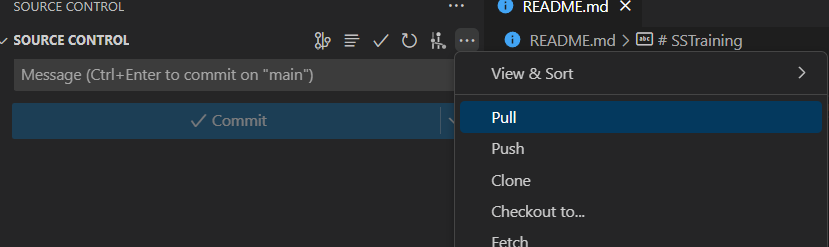 SOURCE CONTROL
README.md
SOURCE CONTROL
README.md > # SSTraining
Message (Ctrl+Enter to commit on "main")
Commit
View & Sort
Pull
Push
Clone
Checkout to...
Fetch